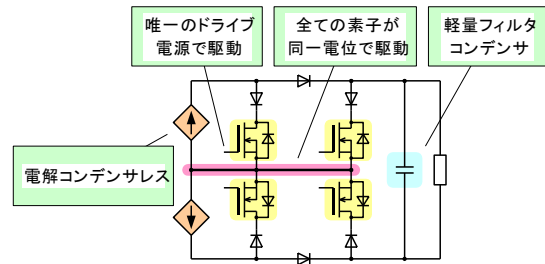 唯一のドライブ
電源で駆動
全ての素子が
同一電位で駆動
軽量フィルタ
コンデンサ
電解コンデンサレス